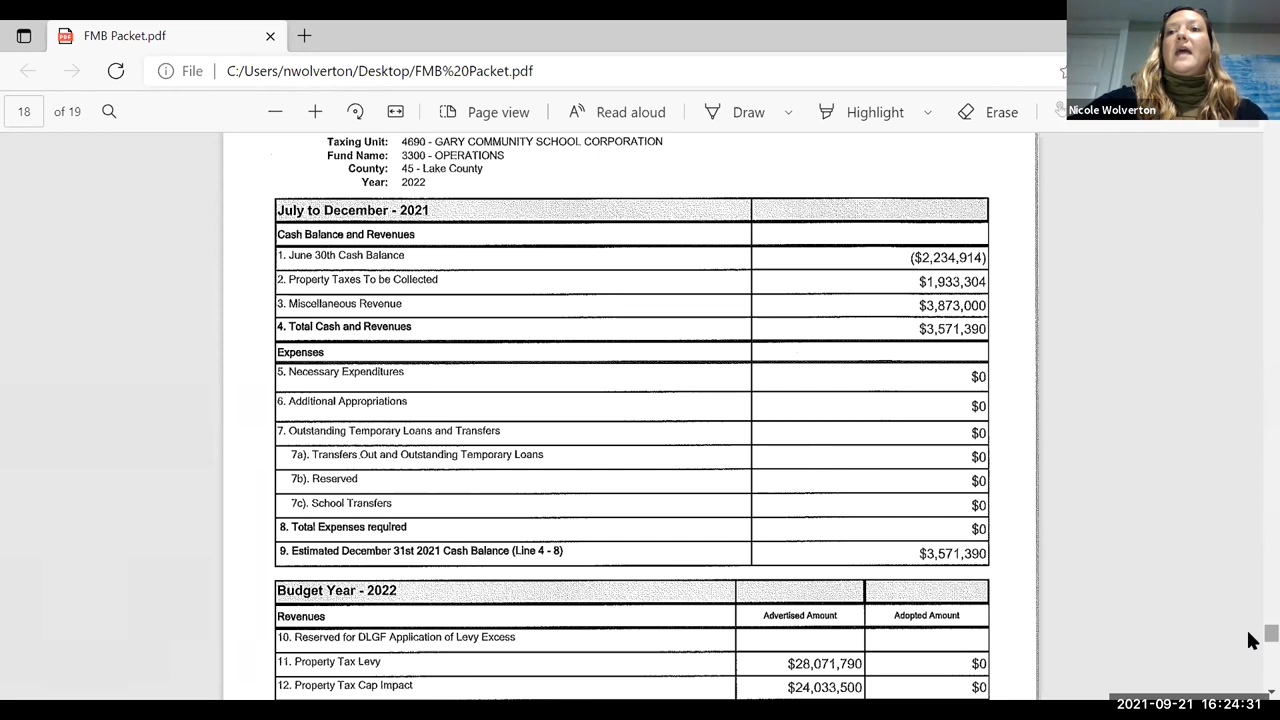 FMB Packet.pdf
File C:/Users/nwolverton/Desktop/FMB%20Packet.pdf
Nicole Wolverton
18 of 19 Page view Read aloud Draw Highlight Erase
Taxing Unit: 4690 - GARY COMMUNITY SCHOOL CORPORATION
Fund Name: 3300 - OPERATIONS
County: 45 - Lake County
Year: 2022
July to December - 2021
Cash Balance and Revenues
1. June 30th Cash Balance ($2,234,914)
2. Property Taxes To be Collected $1,933,304
3. Miscellaneous Revenue $3,873,000
4. Total Cash and Revenues $3,571,390
Expenses
5. Necessary Expenditures $0
6. Additional Appropriations $0
7. Outstanding Temporary Loans and Transfers $0
7a). Transfers Out and Outstanding Temporary Loans $0
7b). Reserved $0
7c). School Transfers $0
8. Total Expenses required $0
9. Estimated December 31st 2021 Cash Balance (Line 4 - 8) $3,571,390
Budget Year - 2022
Revenues Advertised Amount Adopted Amount
10. Reserved for DLGF Application of Levy Excess
11. Property Tax Levy $28,071,790 $0
12. Property Tax Cap Impact $24,033,500 $0
2021-09-21 16:24:31